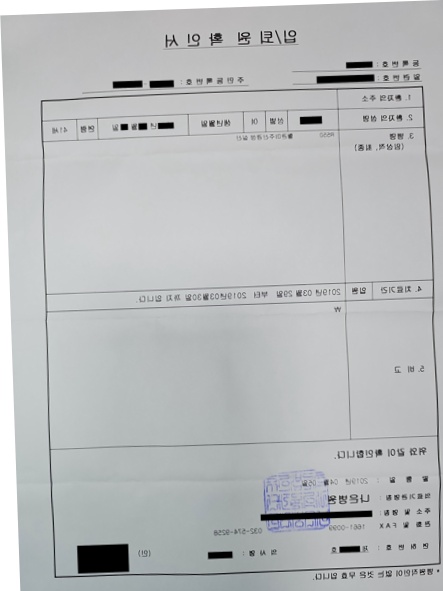 입/퇴원 확인서
등록번호 :
일련번호 : 주민등록번호 : -
1. 환자의 주소
2. 환자의 성명 성별 여 생년월일 년 월 일 연령 41세
3. 병명
(임상적, 최종)
4. 치료기간 입원 2019년 03월 29일 부터 2019년03월30일 까지 입니다.
5. 비 고
위와 같이 확인합니다.
발 행 일 : 2019년 04월 05일
의료기관명칭 : 나은병원
주소 및 명칭 :
전화 및 FAX : 1661-0099 032-574-9258
면 허 번 호 : 제 호 의 사 성 명 : (인)
* 병원직인이 없는 것은 무효 입니다.